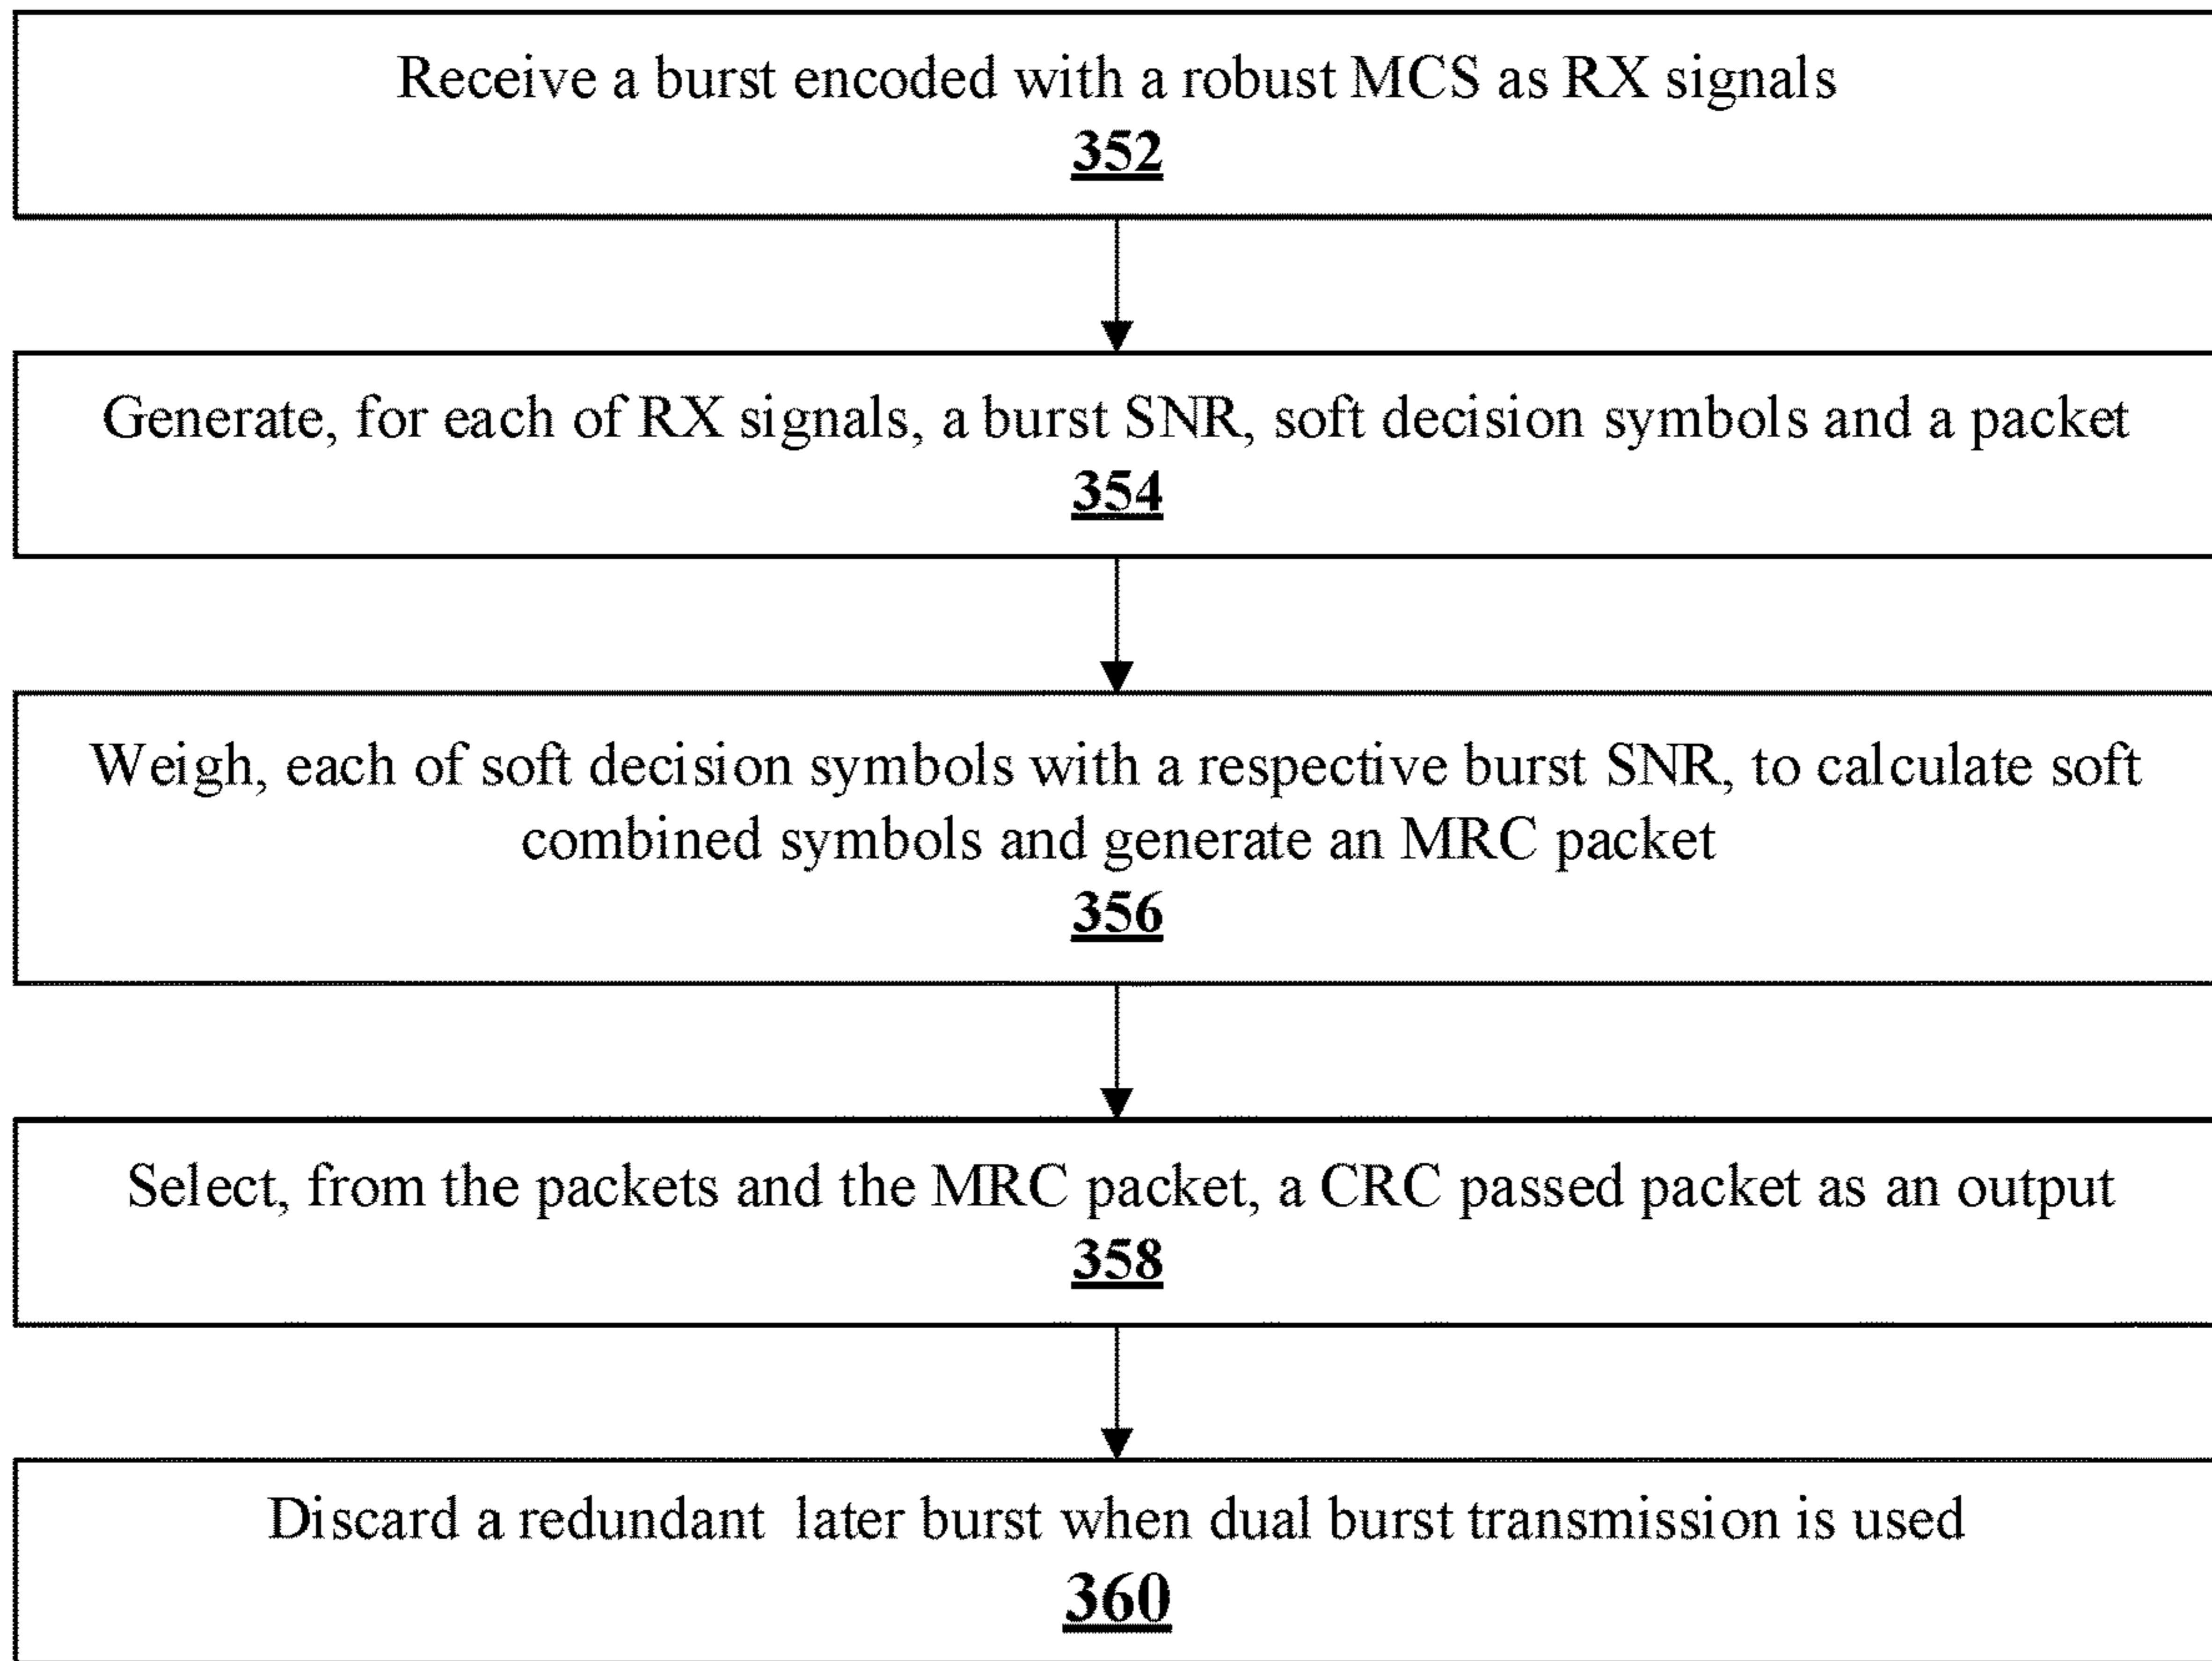 Receive a burst encoded with a robust MCS as RX signals
352
Generate, for each of RX signals, a burst SNR, soft decision symbols and a packet
354
Weigh, each of soft decision symbols with a respective burst SNR, to calculate soft
combined symbols and generate an MRC packet
356
Select, from the packets and the MRC packet, a CRC passed packet as an output
358
Discard a redundant later burst when dual burst transmission is used
360